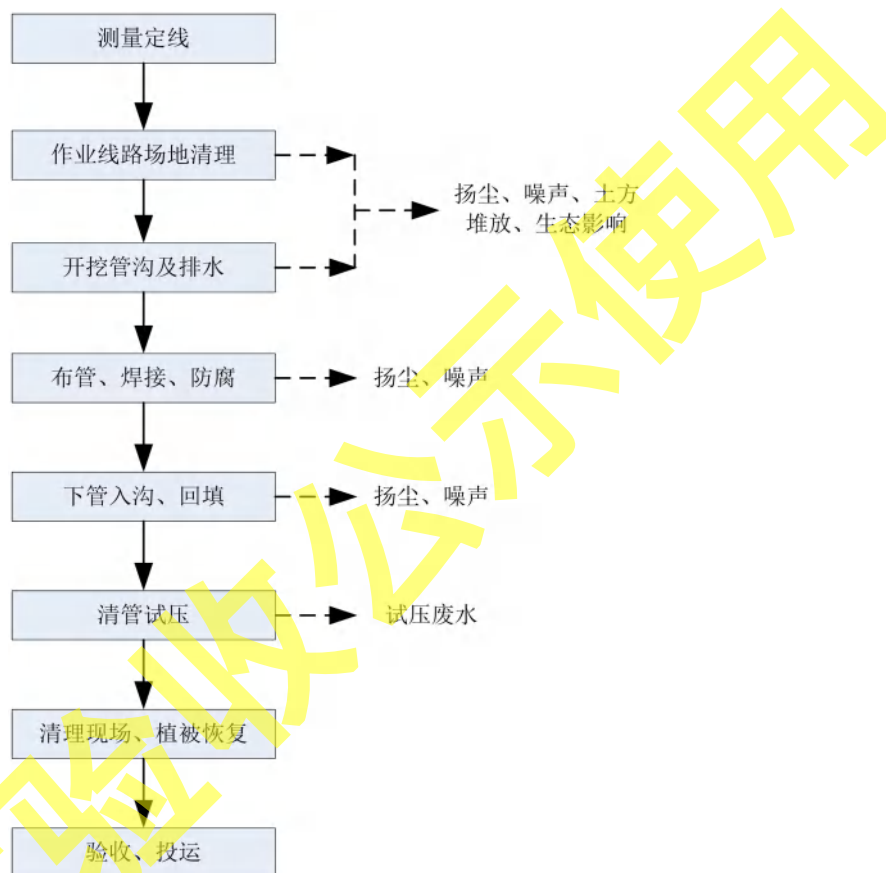 测量定线
作业线路场地清理
扬尘、噪声、土方
堆放、生态影响
开挖管沟及排水
布管、焊接、防腐
扬尘、噪声
下管入沟、回填
扬尘、噪声
清管试压
试压废水
清理现场、植被恢复
验收、投运
验收公示使用